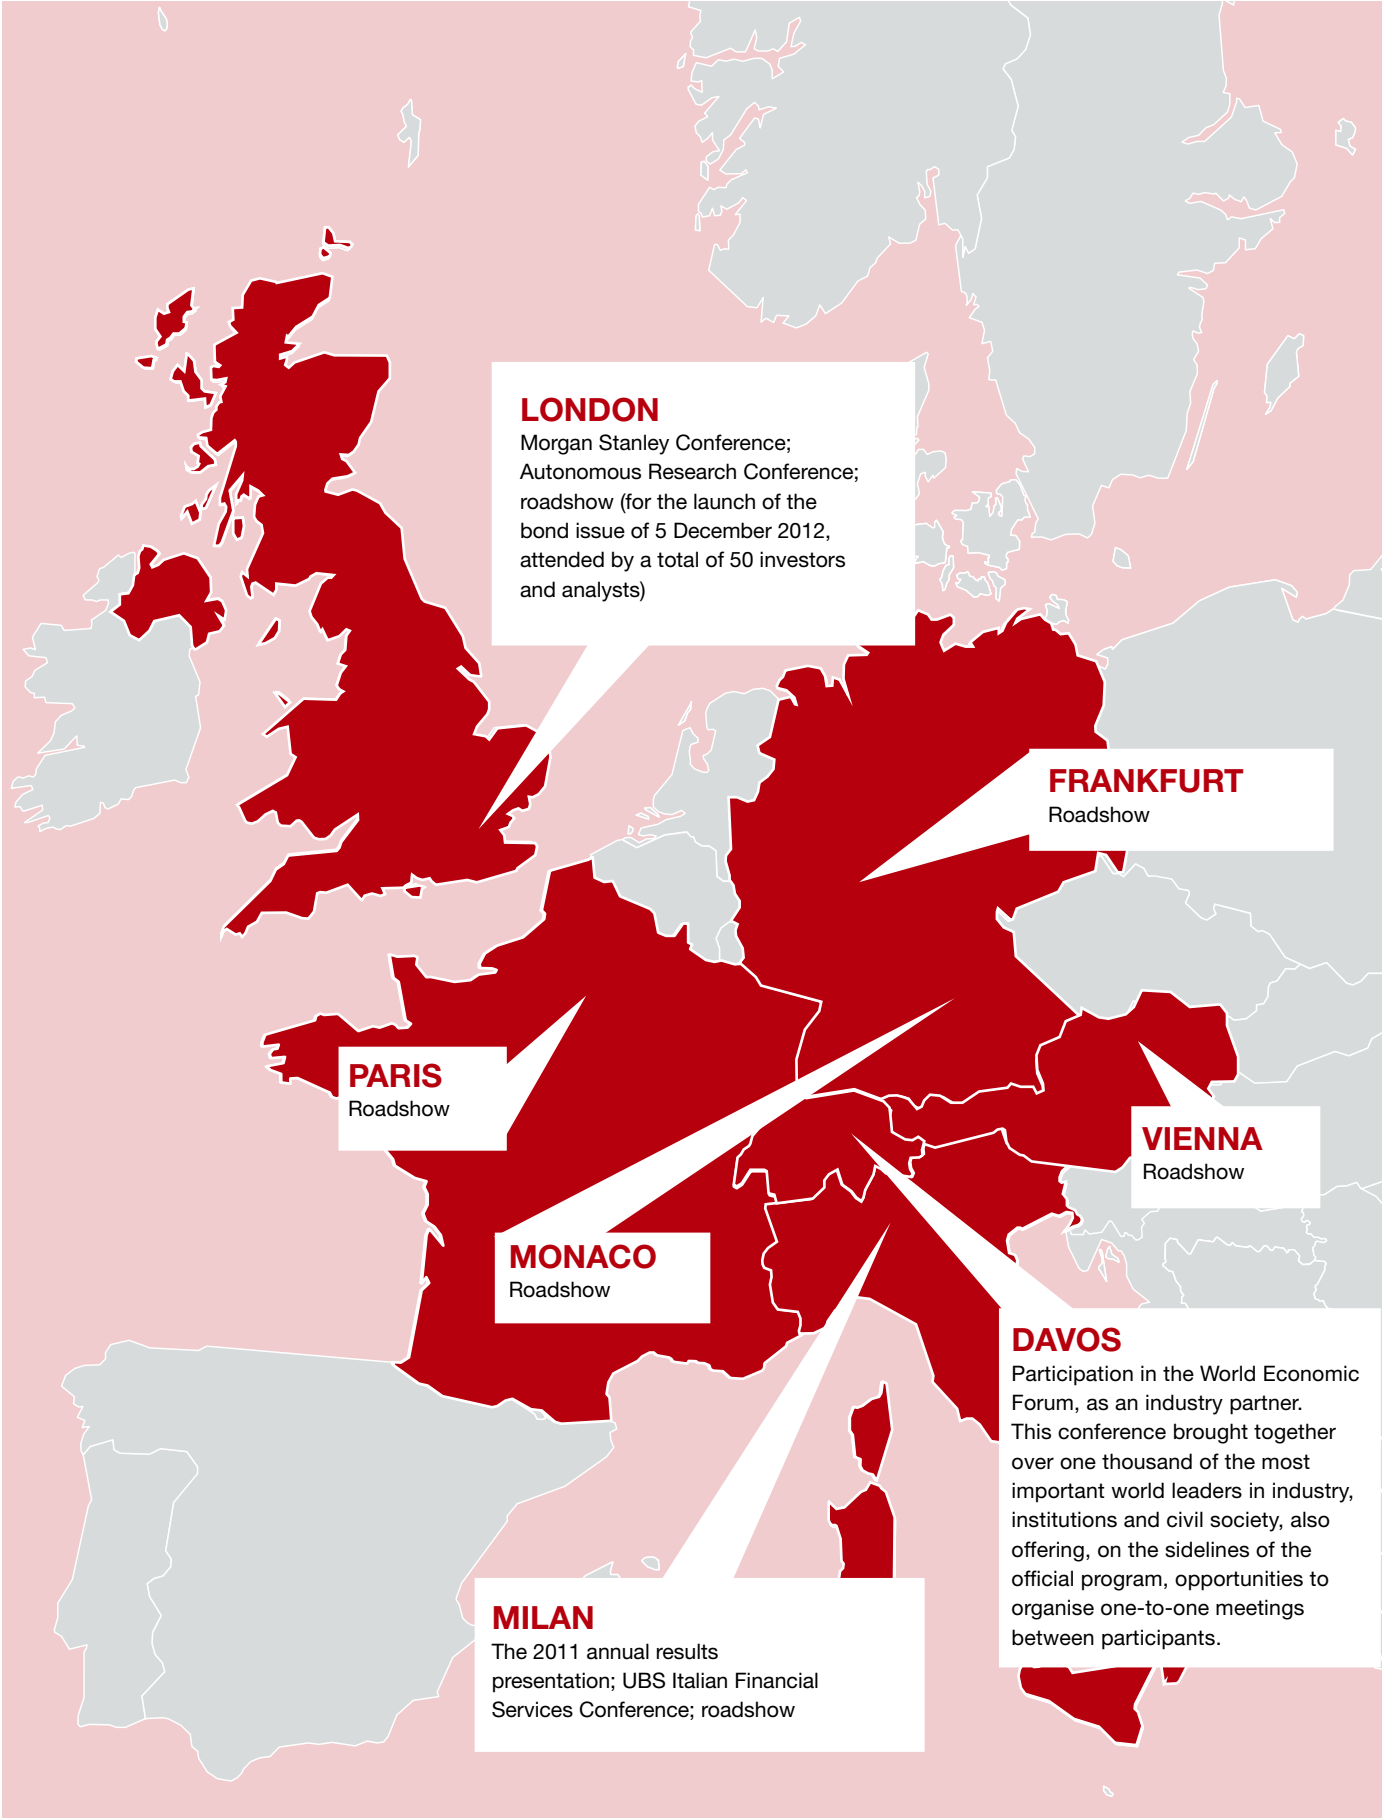 LONDON
Morgan Stanley Conference;
Autonomous Research Conference;
roadshow (for the launch of the
bond issue of 5 December 2012,
attended by a total of 50 investors
and analysts)
FRANKFURT
Roadshow
PARIS
Roadshow
VIENNA
Roadshow
MONACO
Roadshow
DAVOS
Participation in the World Economic
Forum, as an industry partner.
This conference brought together
over one thousand of the most
important world leaders in industry,
institutions and civil society, also
offering, on the sidelines of the
official program, opportunities to
organise one-to-one meetings
between participants.
MILAN
The 2011 annual results
presentation; UBS Italian Financial
Services Conference; roadshow